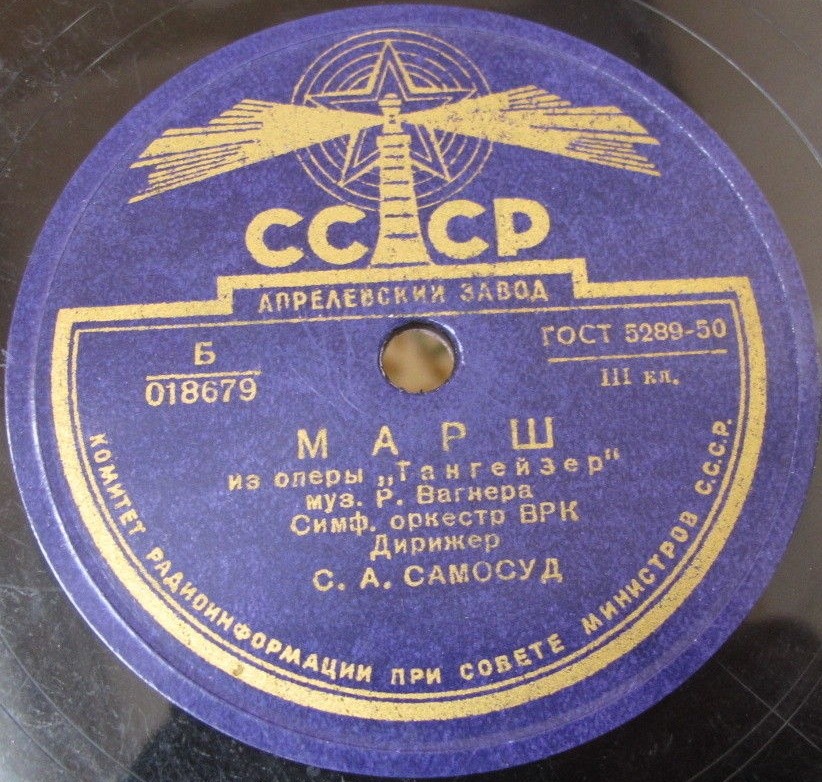 СССР
АПРЕЛЕВСКИЙ ЗАВОД
Б
018679
ГОСТ 5289-50
III кл.
МАРШ
из оперы „Тангейзер"
муз. Р. Вагнера
Симф. оркестр ВРК
Дирижер
С. А. САМОСУД
КОМИТЕТ РАДИОИНФОРМАЦИИ ПРИ СОВЕТЕ МИНИСТРОВ С.С.С.Р.